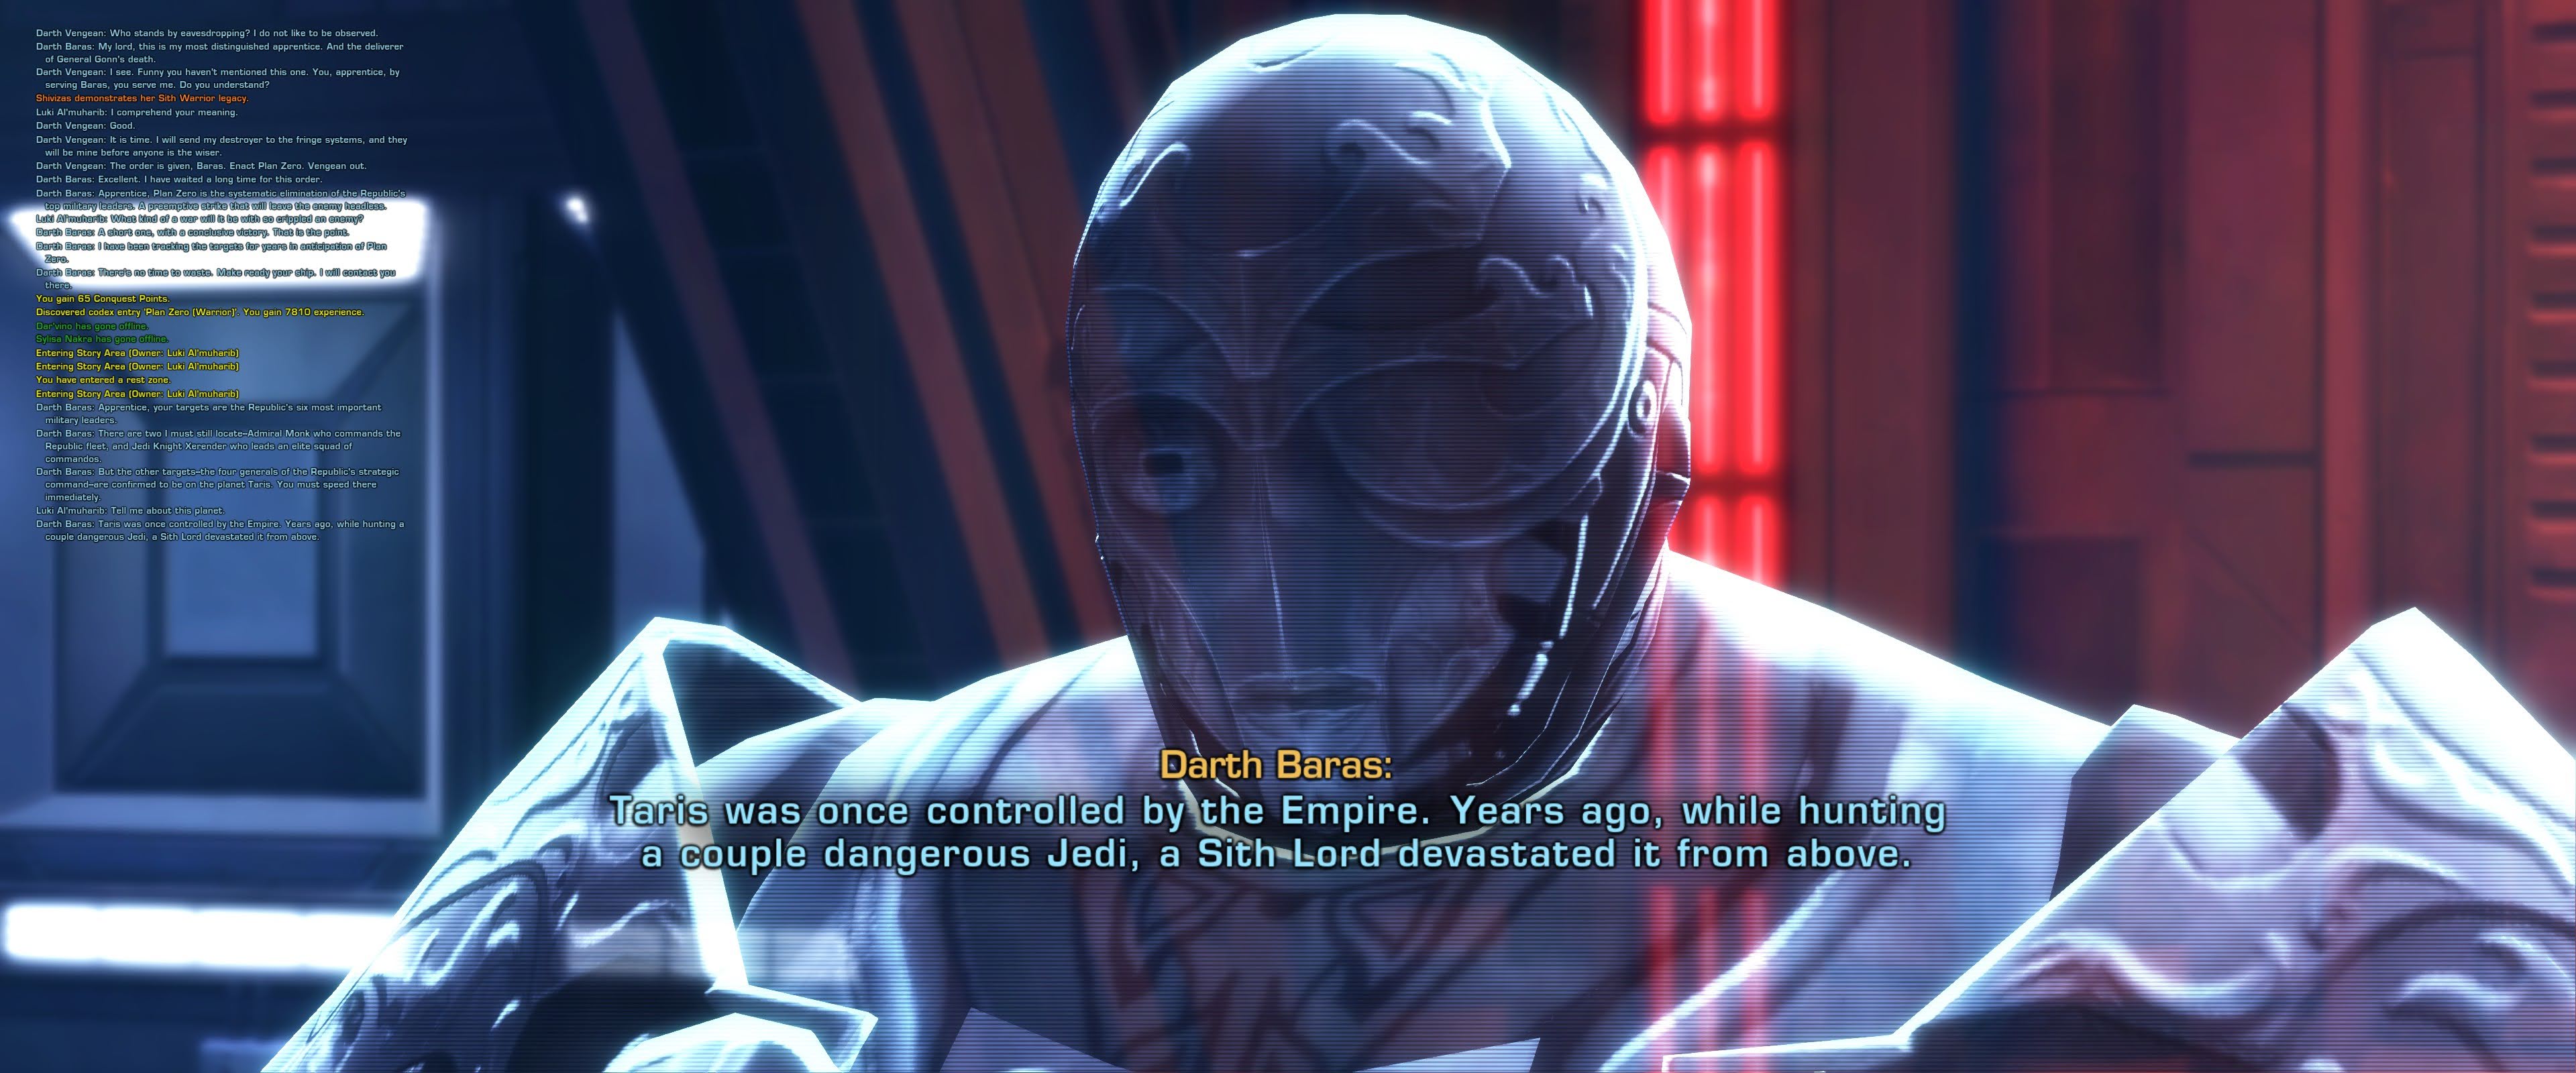 Darth Vengean: Who stands by eavesdropping? I do not like to be observed.
Darth Baras: My lord, this is my most distinguished apprentice. And the deliverer
of General Gonn's death.
Darth Vengean: I see. Funny you haven't mentioned this one. You, apprentice, by
serving Baras, you serve me. Do you understand?
Shivizas demonstrates her Sith Warrior legacy.
Luki Al'muharib: I comprehend your meaning.
Darth Vengean: Good.
Darth Vengean: It is time. I will send my destroyer to the fringe systems, and they
will be mine before anyone is the wiser.
Darth Vengean: The order is given, Baras. Enact Plan Zero. Vengean out.
Darth Baras: Excellent. I have waited a long time for this order.
Darth Baras: Apprentice, Plan Zero is the systematic elimination of the Republic's
top military leaders. A preemptive strike that will leave the enemy headless.
Luki Al'muharib: What kind of a war will it be with so crippled an enemy?
Darth Baras: A short one, with a conclusive victory. That is the point.
Darth Baras: I have been tracking the targets for years in anticipation of Plan
Zero.
Darth Baras: There's no time to waste. Make ready your ship. I will contact you
there.
You gain 65 Conquest Points.
Discovered codex entry 'Plan Zero (Warrior)'. You gain 7810 experience.
Dar'vino has gone offline.
Sylisa Nakra has gone offline.
Entering Story Area (Owner: Luki Al'muharib)
Entering Story Area (Owner: Luki Al'muharib)
You have entered a rest zone.
Entering Story Area (Owner: Luki Al'muharib)
Darth Baras: Apprentice, your targets are the Republic's six most important
military leaders.
Darth Baras: There are two I must still locate—Admiral Monk who commands the
Republic fleet, and Jedi Knight Xerender who leads an elite squad of
commandos.
Darth Baras: But the other targets—the four generals of the Republic's strategic
command—are confirmed to be on the planet Taris. You must speed there
immediately.
Luki Al'muharib: Tell me about this planet.
Darth Baras: Taris was once controlled by the Empire. Years ago, while hunting a
couple dangerous Jedi, a Sith Lord devastated it from above.
Darth Baras:
Taris was once controlled by the Empire. Years ago, while hunting
a couple dangerous Jedi, a Sith Lord devastated it from above.